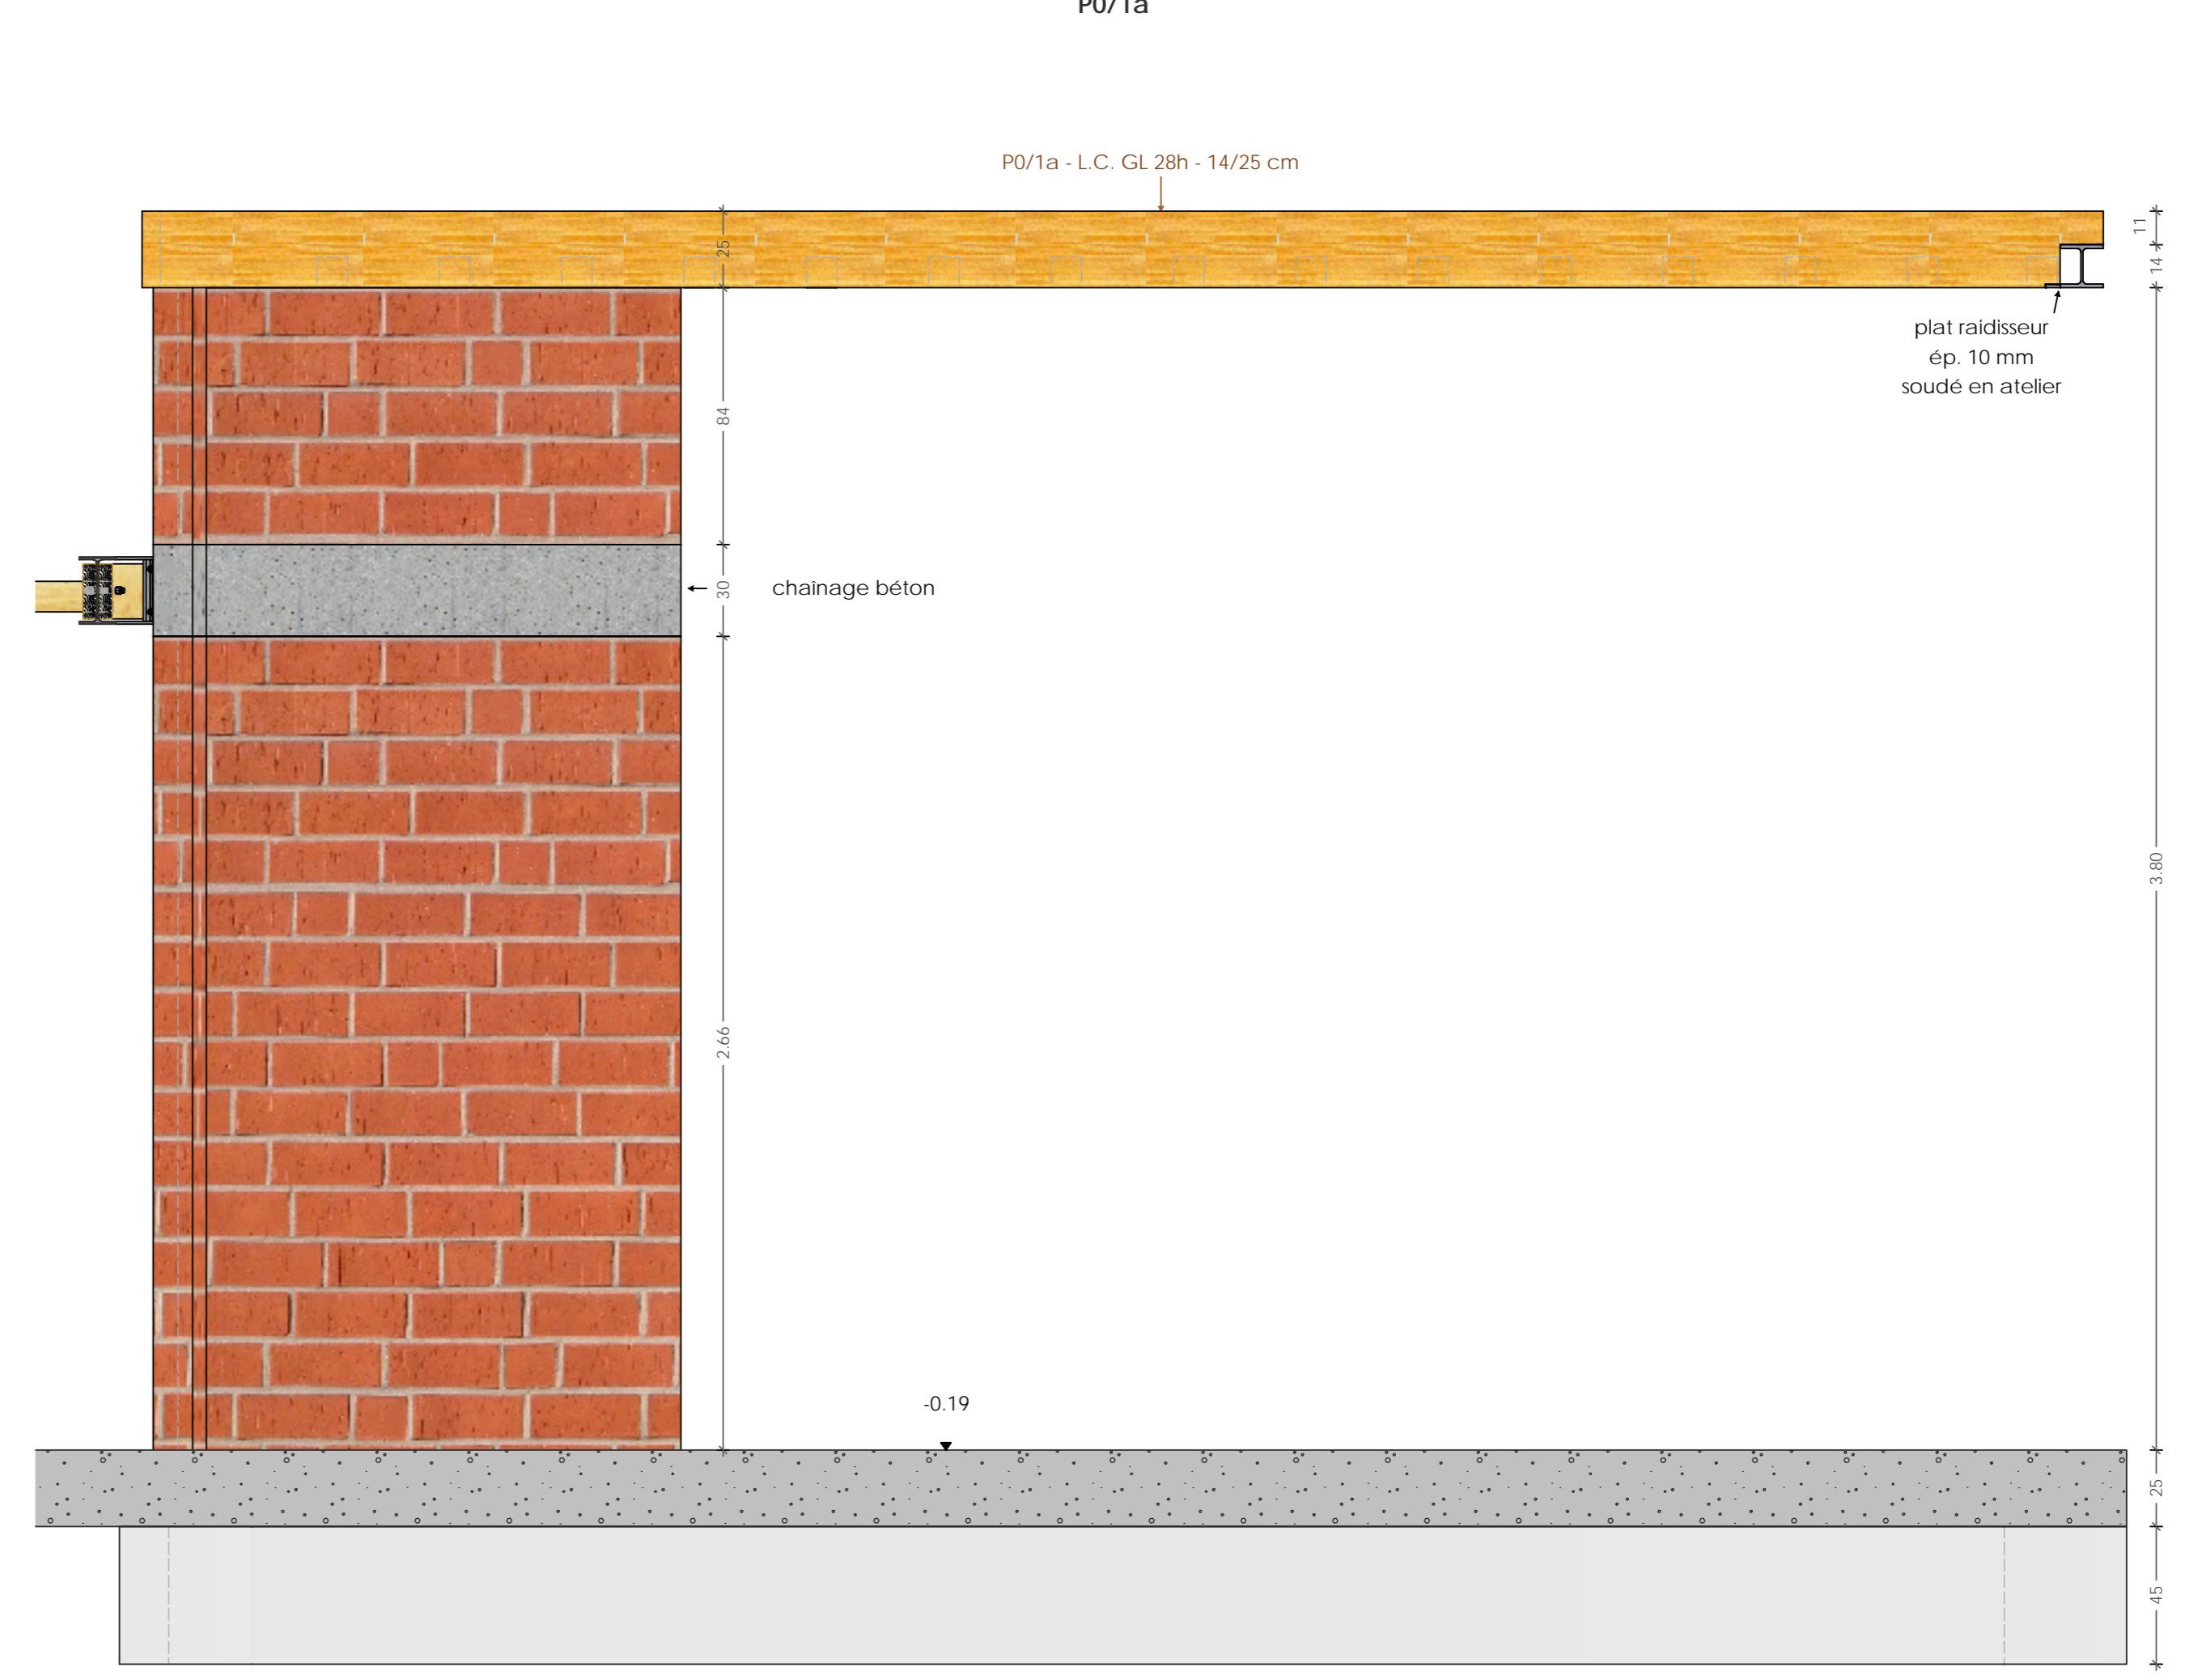 P0/1a
P0/1a - L.C. GL 28h - 14/25 cm
25
11
14
plat raidisseur
ép. 10 mm
soudé en atelier
84
30
chaînage béton
3.80
2.66
-0.19
25
45